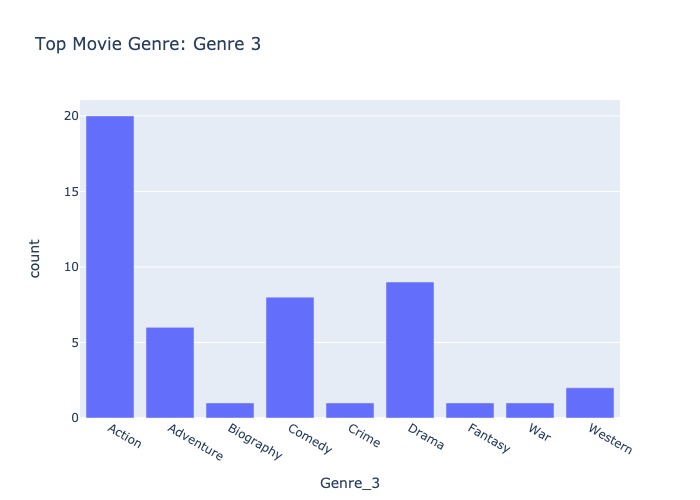 Top Movie Genre: Genre 3
count
20
15
10
5
0
Action
Adventure
Biography
Comedy
Crime
Drama
Fantasy
War
Western
Genre_3